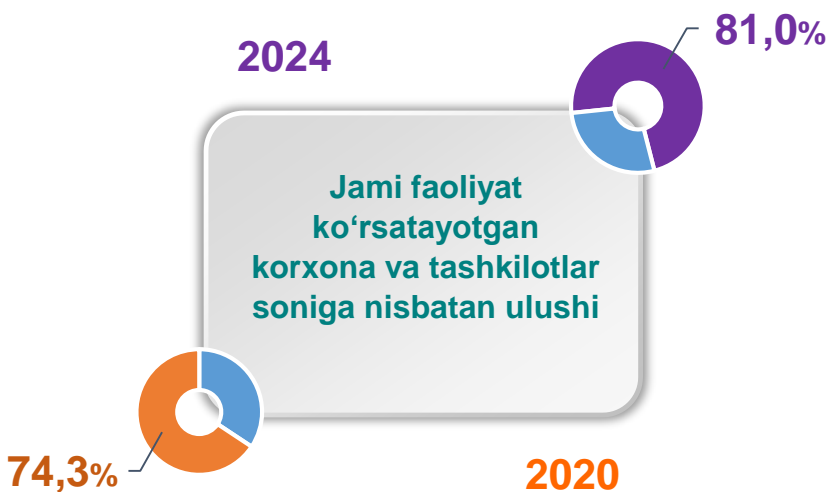 81,0%
2024
Jami faoliyat
ko‘rsatayotgan
korxona va tashkilotlar
soniga nisbatan ulushi
74,3%
2020